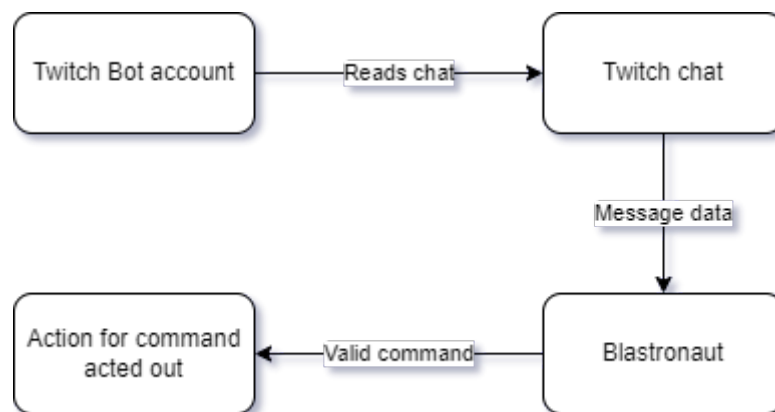 Twitch Bot account
Reads chat
Twitch chat
Message data
Action for command
acted out
Valid command
Blastronaut